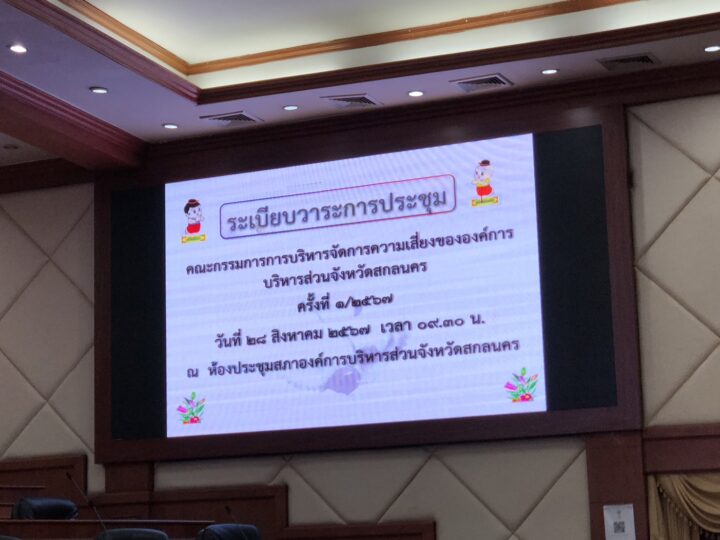 ระเบียบวาระการประชุม
คณะกรรมการการบริหารจัดการความเสี่ยงขององค์การ
บริหารส่วนจังหวัดสกลนคร
ครั้งที่ ๑/๒๕๖๗
วันที่ ๒๘ สิงหาคม ๒๕๖๗ เวลา ๐๙.๓๐ น.
ณ ห้องประชุมสภาองค์การบริหารส่วนจังหวัดสกลนคร